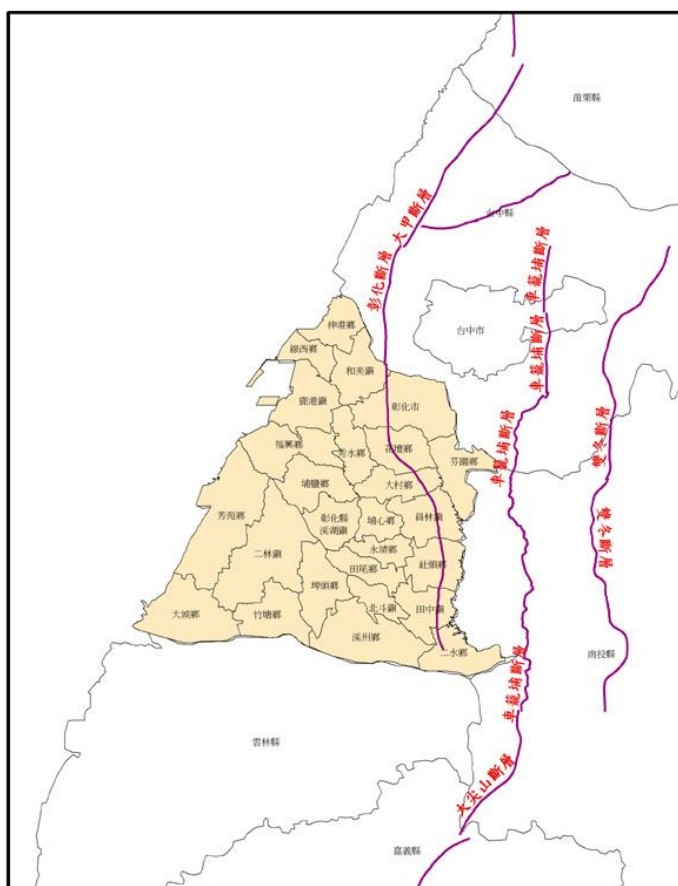 苗栗縣
台中縣
大甲斷層
彰化斷層
車籠埔斷層
台中市
車籠埔斷層
伸港鄉
線西鄉
和美鎮
鹿港鎮
彰化市
福興鄉
秀水鄉
花壇鄉
芬園鄉
車籠埔斷層
雙冬斷層
埔鹽鄉
大村鄉
芳苑鄉
彰化縣
溪湖鎮
埔心鄉
員林鎮
雙冬斷層
二林鎮
永靖鄉
田尾鄉
社頭鄉
埤頭鄉
大城鄉
竹塘鄉
北斗鎮
田中鎮
溪州鄉
二水鄉
南投縣
車籠埔斷層
雲林縣
大尖山斷層
嘉義縣